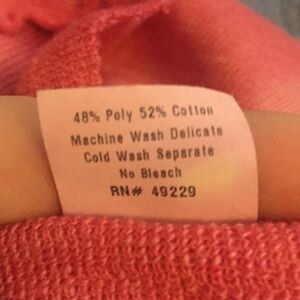 48% Poly 52% Cotton
Machine Wash Delicate
Cold Wash Separate
No Bleach
RN# 49229